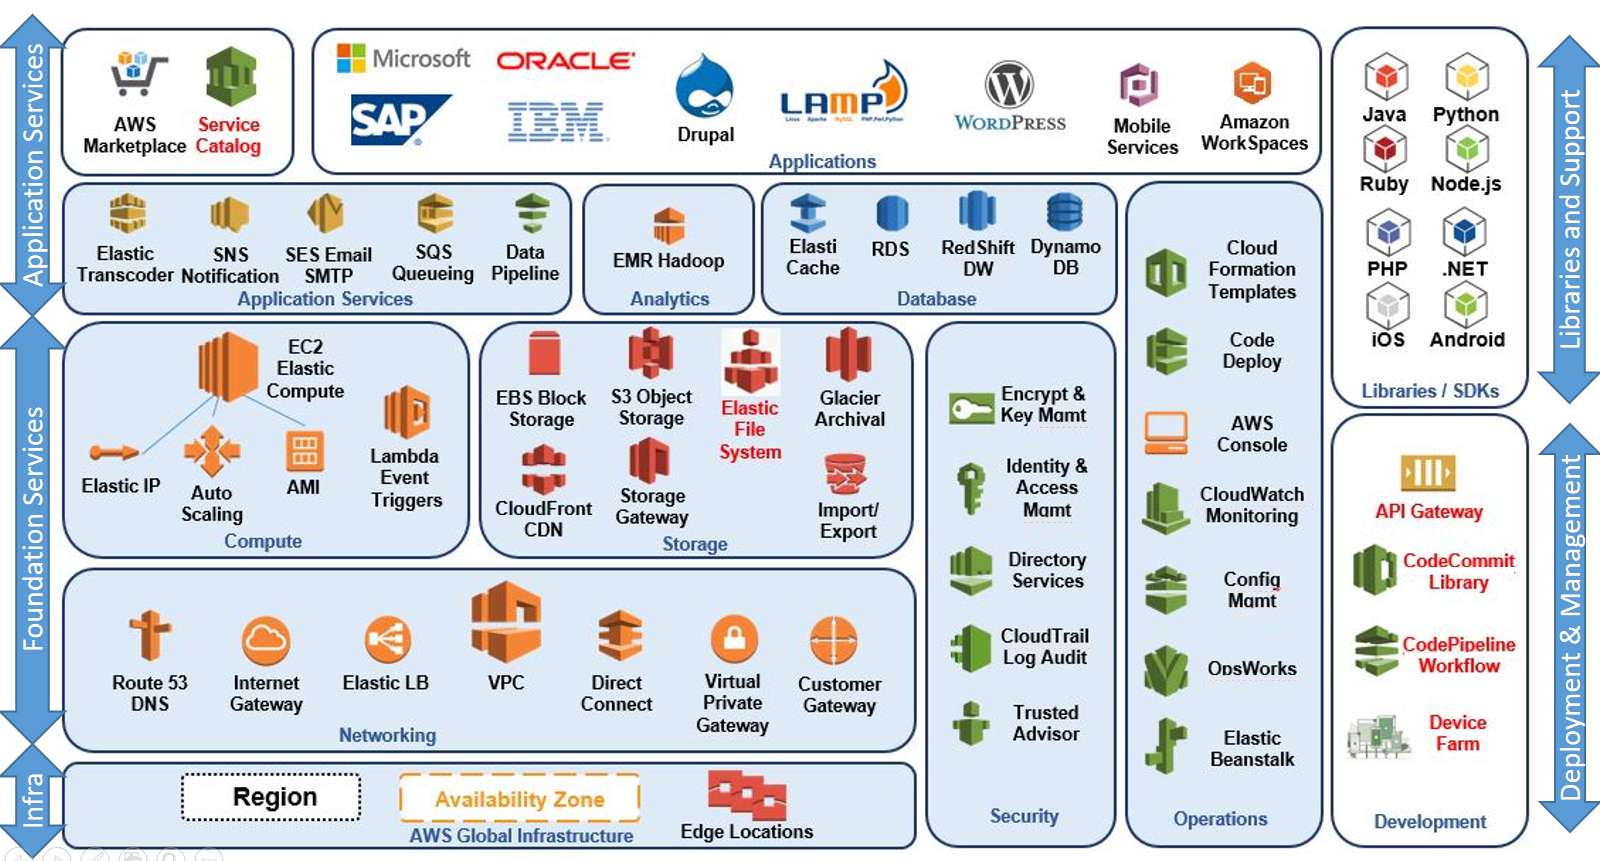 Application Services
AWS
Marketplace
Service
Catalog
Microsoft
ORACLE
SAP
IBM
Drupal
LAMP
Linux Apache MySQL PHP,Perl,Python
WORDPRESS
Mobile
Services
Amazon
WorkSpaces
Applications
Elastic
Transcoder
SNS
Notification
SES Email
SMTP
SQS
Queueing
Data
Pipeline
Application Services
EMR Hadoop
Analytics
Elasti
Cache
RDS
RedShift
DW
Dynamo
DB
Database
Foundation Services
EC2
Elastic
Compute
Elastic IP
Auto
Scaling
AMI
Lambda
Event
Triggers
Compute
EBS Block
Storage
S3 Object
Storage
Elastic
File
System
Glacier
Archival
CloudFront
CDN
Storage
Gateway
Import/
Export
Storage
Route 53
DNS
Internet
Gateway
Elastic LB
VPC
Direct
Connect
Virtual
Private
Gateway
Customer
Gateway
Networking
Infra
Region
Availability Zone
AWS Global Infrastructure
Edge Locations
Encrypt &
Key Mgmt
Identity &
Access
Mgmt
Directory
Services
CloudTrail
Log Audit
Trusted
Advisor
Security
Cloud
Formation
Templates
Code
Deploy
AWS
Console
CloudWatch
Monitoring
Config
Mgmt
OpsWorks
Elastic
Beanstalk
Operations
Java
Python
Ruby
Node.js
PHP
.NET
iOS
Android
Libraries / SDKs
Libraries and Support
API Gateway
CodeCommit
Library
CodePipeline
Workflow
Device
Farm
Development
Deployment & Management